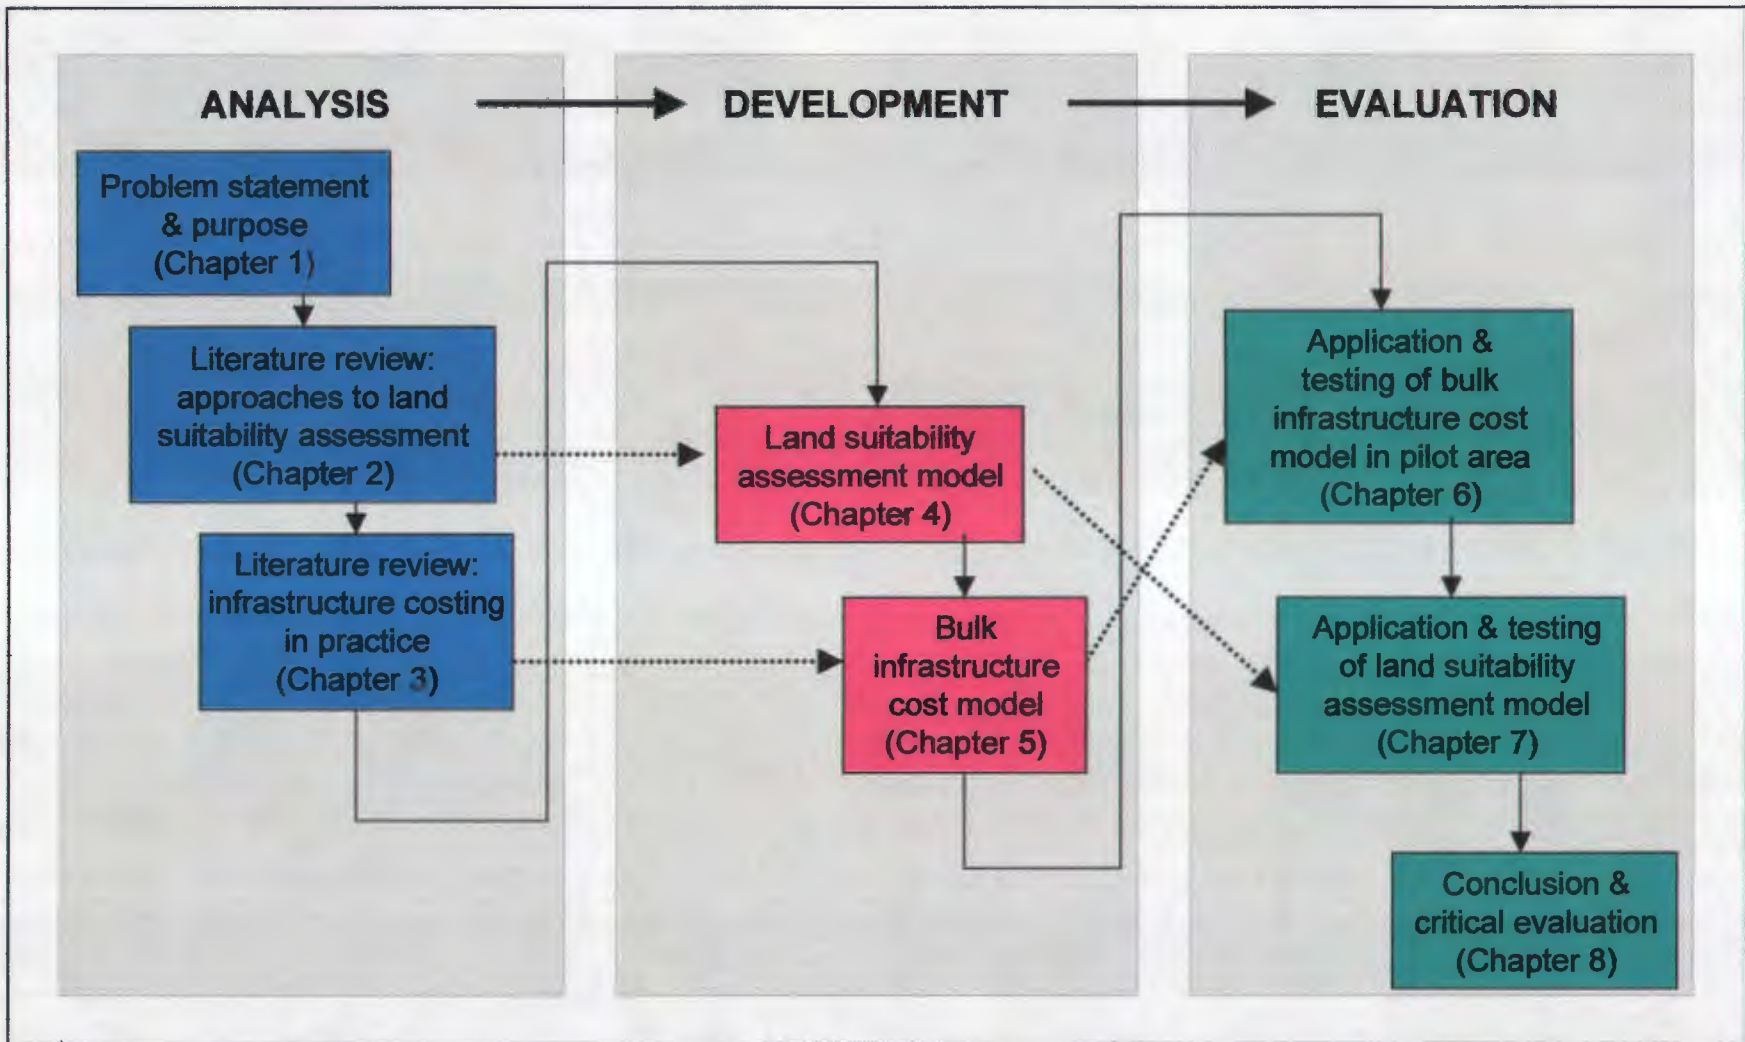 ANALYSIS
DEVELOPMENT
EVALUATION
Problem statement
& purpose
(Chapter 1)
Literature review:
approaches to land
suitability assessment
(Chapter 2)
Literature review:
infrastructure costing
in practice
(Chapter 3)
Land suitability
assessment model
(Chapter 4)
Bulk
infrastructure
cost model
(Chapter 5)
Application &
testing of bulk
infrastructure cost
model in pilot area
(Chapter 6)
Application & testing
of land suitability
assessment model
(Chapter 7)
Conclusion &
critical evaluation
(Chapter 8)